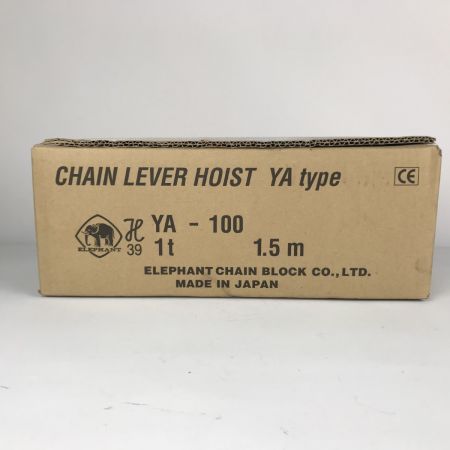 CHAIN LEVER HOIST YA type
CE
ELEPHANT
H
39
YA - 100
1t 1.5 m
ELEPHANT CHAIN BLOCK CO., LTD.
MADE IN JAPAN